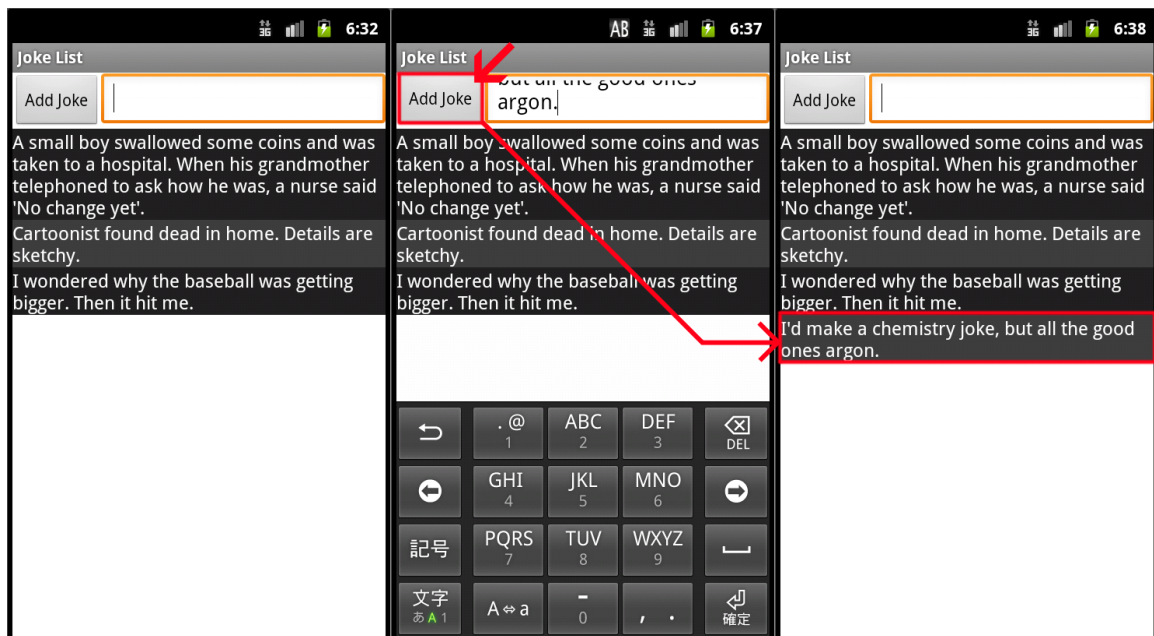 3G 6:32
Joke List
Add Joke
A small boy swallowed some coins and was
taken to a hospital. When his grandmother
telephoned to ask how he was, a nurse said
'No change yet'.
Cartoonist found dead in home. Details are
sketchy.
I wondered why the baseball was getting
bigger. Then it hit me.
AB 3G 6:37
Joke List
Add Joke
but all the good ones
argon.
A small boy swallowed some coins and was
taken to a hospital. When his grandmother
telephoned to ask how he was, a nurse said
'No change yet'.
Cartoonist found dead in home. Details are
sketchy.
I wondered why the baseball was getting
bigger. Then it hit me.
. @ ABC DEF
1 2 3 DEL
GHI JKL MNO
4 5 6
記号 PQRS TUV WXYZ
7 8 9
文字 A⇔a - , .
あA1 0 確定
3G 6:38
Joke List
Add Joke
A small boy swallowed some coins and was
taken to a hospital. When his grandmother
telephoned to ask how he was, a nurse said
'No change yet'.
Cartoonist found dead in home. Details are
sketchy.
I wondered why the baseball was getting
bigger. Then it hit me.
I'd make a chemistry joke, but all the good
ones argon.